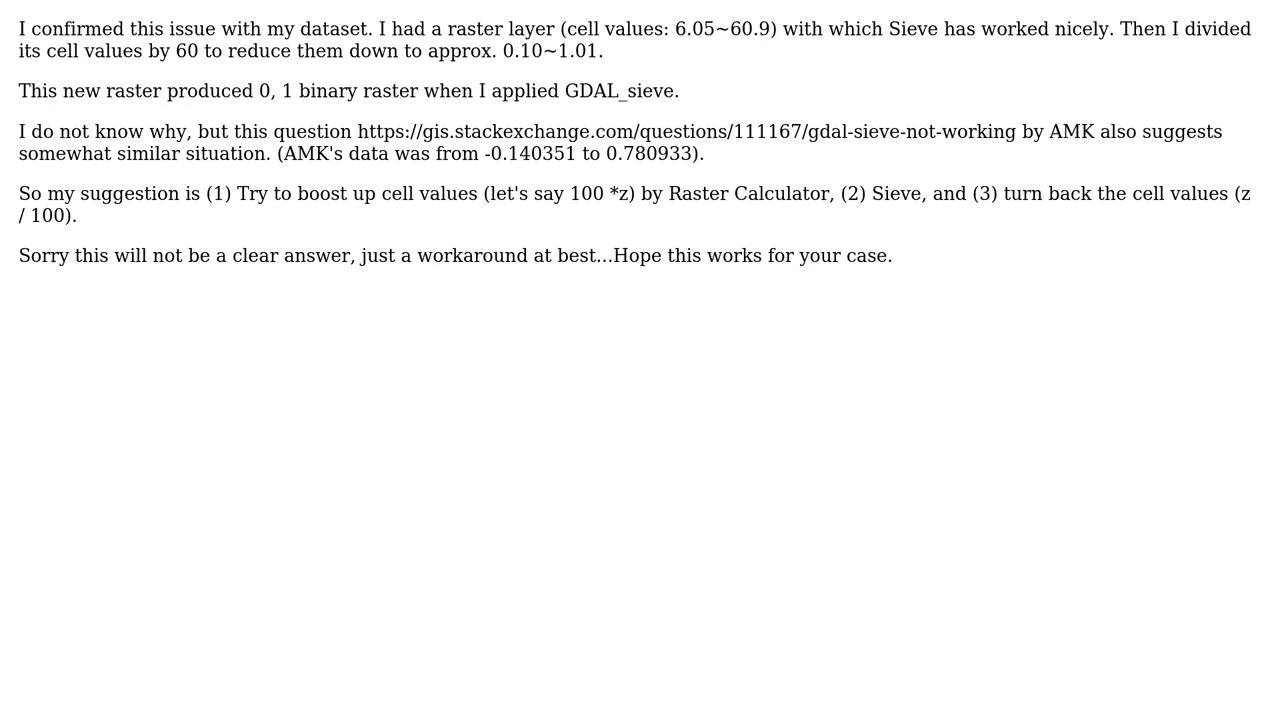 I confirmed this issue with my dataset. I had a raster layer (cell values: 6.05~60.9) with which Sieve has worked nicely. Then I divided
its cell values by 60 to reduce them down to approx. 0.10~1.01.
This new raster produced 0, 1 binary raster when I applied GDAL_sieve.
I do not know why, but this question https://gis.stackexchange.com/questions/111167/gdal-sieve-not-working by AMK also suggests
somewhat similar situation. (AMK's data was from -0.140351 to 0.780933).
So my suggestion is (1) Try to boost up cell values (let's say 100 *z) by Raster Calculator, (2) Sieve, and (3) turn back the cell values (z
/ 100).
Sorry this will not be a clear answer, just a workaround at best...Hope this works for your case.